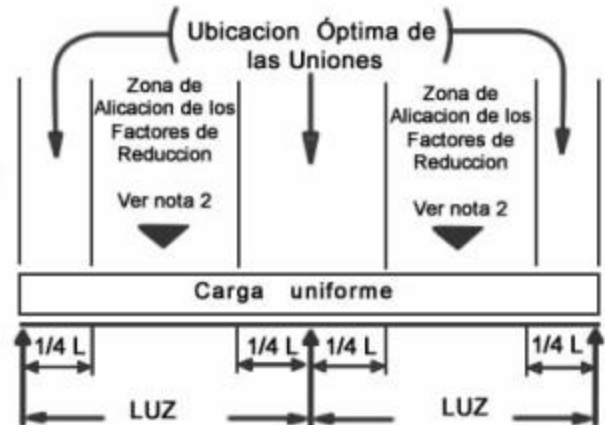 Ubicacion Óptima de
las Uniones
Zona de
Alicacion de los
Factores de
Reduccion
Ver nota 2
Zona de
Alicacion de los
Factores de
Reduccion
Ver nota 2
Carga uniforme
1/4 L
1/4 L
1/4 L
1/4 L
LUZ
LUZ